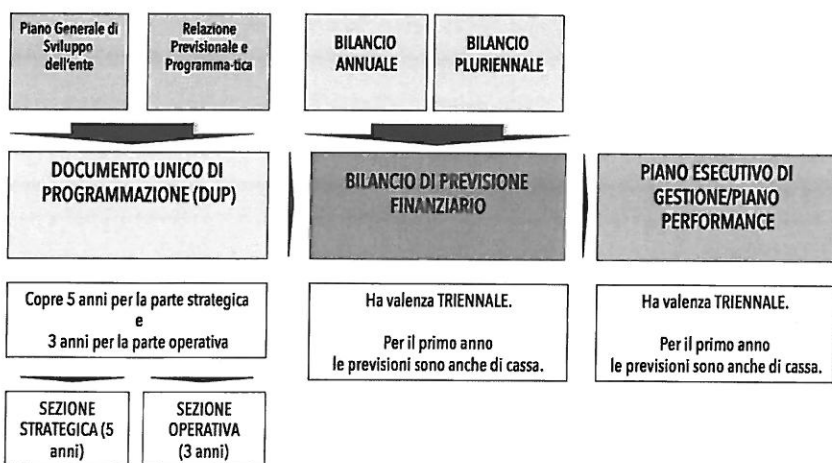 Piano Generale di
Sviluppo
dell'ente
Relazione
Previsionale e
Programma-tica
BILANCIO
ANNUALE
BILANCIO
PLURIENNALE
DOCUMENTO UNICO DI
PROGRAMMAZIONE (DUP)
BILANCIO DI PREVISIONE
FINANZIARIO
PIANO ESECUTIVO DI
GESTIONE/PIANO
PERFORMANCE
Copre 5 anni per la parte strategica
e
3 anni per la parte operativa
Ha valenza TRIENNALE.
Per il primo anno
le previsioni sono anche di cassa.
Ha valenza TRIENNALE.
Per il primo anno
le previsioni sono anche di cassa.
SEZIONE
STRATEGICA (5
anni)
SEZIONE
OPERATIVA
(3 anni)